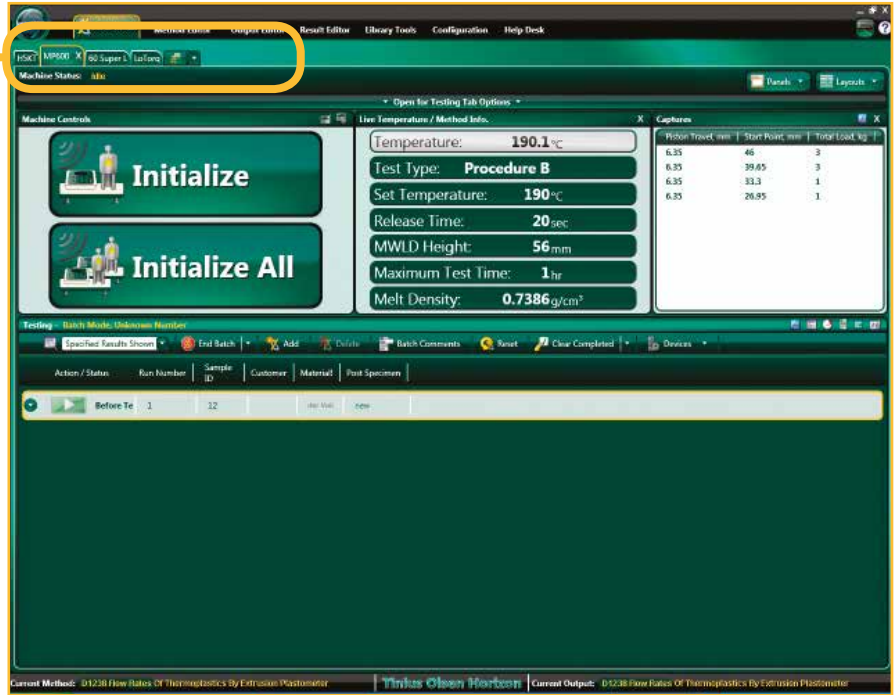 Method Editor Output Editor Result Editor Library Tools Configuration Help Desk
H5KT MP600 X 60 Super L LoTorq
Machine Status: Idle
Panels Layouts
Open for Testing Tab Options
Machine Controls
Initialize
Initialize All
Live Temperature / Method Info. X
Temperature: 190.1 °C
Test Type: Procedure B
Set Temperature: 190 °C
Release Time: 20 sec
MWLD Height: 56 mm
Maximum Test Time: 1 hr
Melt Density: 0.7386 g/cm³
Captures X
Piston Travel, mm Start Point, mm Total Load, kg
6.35 46 3
6.35 39.65 3
6.35 33.3 1
6.35 26.95 1
Testing - Batch Mode, Unknown Number
Specified Results Shown End Batch Add Delete Batch Comments Reset Clear Completed Devices
Action / Status Run Number Sample ID Customer Material1 Post Specimen
Before Te 1 12 new
Current Method: D1238 Flow Rates Of Thermoplastics By Extrusion Plastometer
Tinius Olsen Horizon
Current Output: D1238 Flow Rates Of Thermoplastics By Extrusion Plastometer